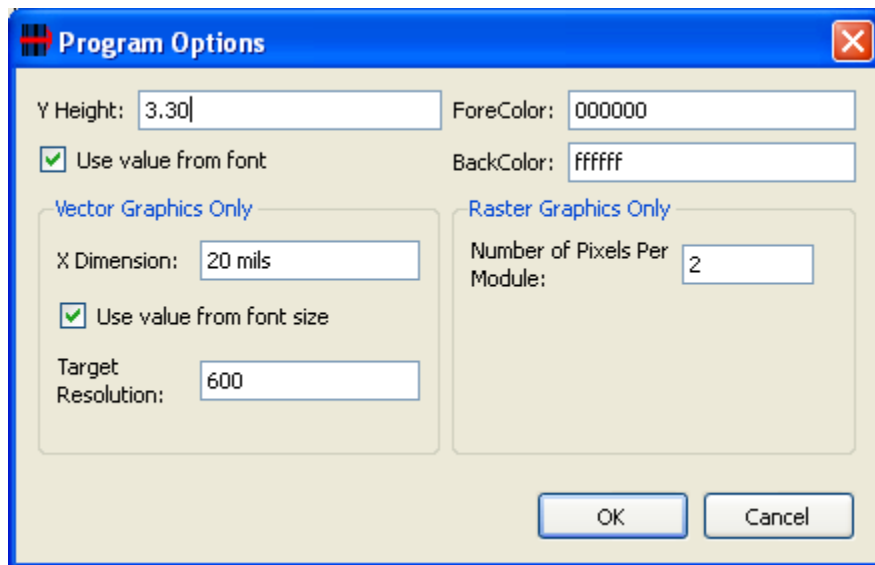 Program Options
Y Height: 3.30
ForeColor: 000000
Use value from font
BackColor: ffffff
Vector Graphics Only
X Dimension: 20 mils
Use value from font size
Target
Resolution: 600
Raster Graphics Only
Number of Pixels Per
Module: 2
OK
Cancel